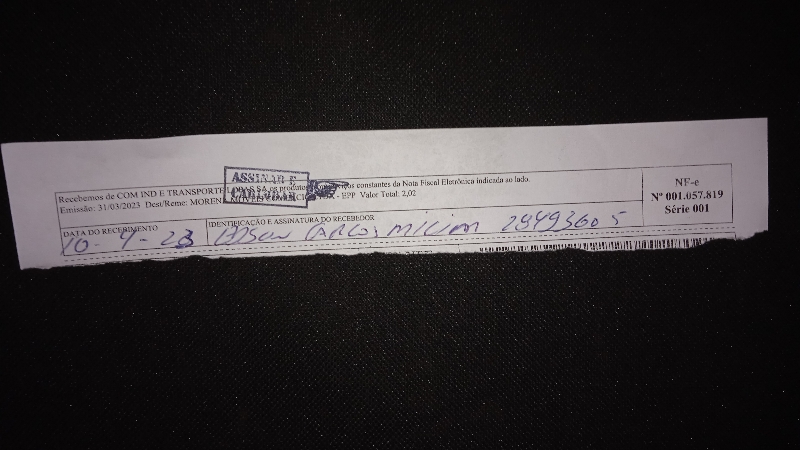 ASSINAR E
CARIMBAR
Recebemos de COM IND E TRANSPORTE SA os produtos constantes da Nota Fiscal Eletrônica indicada ao lado.
Emissão: 31/03/2023 Dest/Reme: - EPP Valor Total: 2,02
NF-e
Nº 001.057.819
Série 001
DATA DO RECEBIMENTO
IDENTIFICAÇÃO E ASSINATURA DO RECEBEDOR
10-4-23
Carlos 28493605